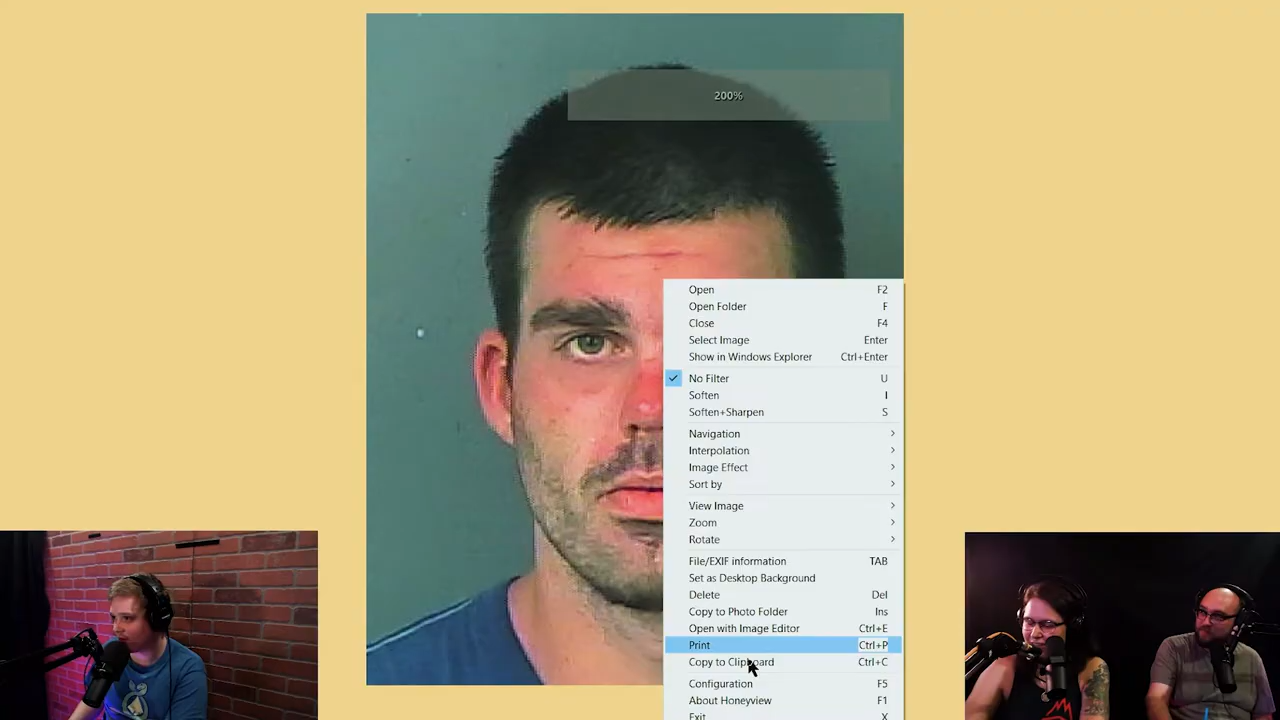 200%
Open F2
Open Folder F
Close F4
Select Image Enter
Show in Windows Explorer Ctrl+Enter
No Filter U
Soften I
Soften+Sharpen S
Navigation
Interpolation
Image Effect
Sort by
View Image
Zoom
Rotate
File/EXIF information TAB
Set as Desktop Background
Delete Del
Copy to Photo Folder Ins
Open with Image Editor Ctrl+E
Print Ctrl+P
Copy to Clipboard Ctrl+C
Configuration F5
About Honeyview F1
Exit X